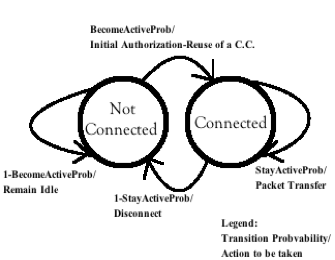 BecomeActiveProb/
Initial Authorization-Reuse of a C.C.
Not
Connected
Connected
1-BecomeActiveProb/
Remain Idle
StayActiveProb/
Packet Transfer
1-StayActiveProb/
Disconnect
Legend:
Transition Probvability/
Action to be taken